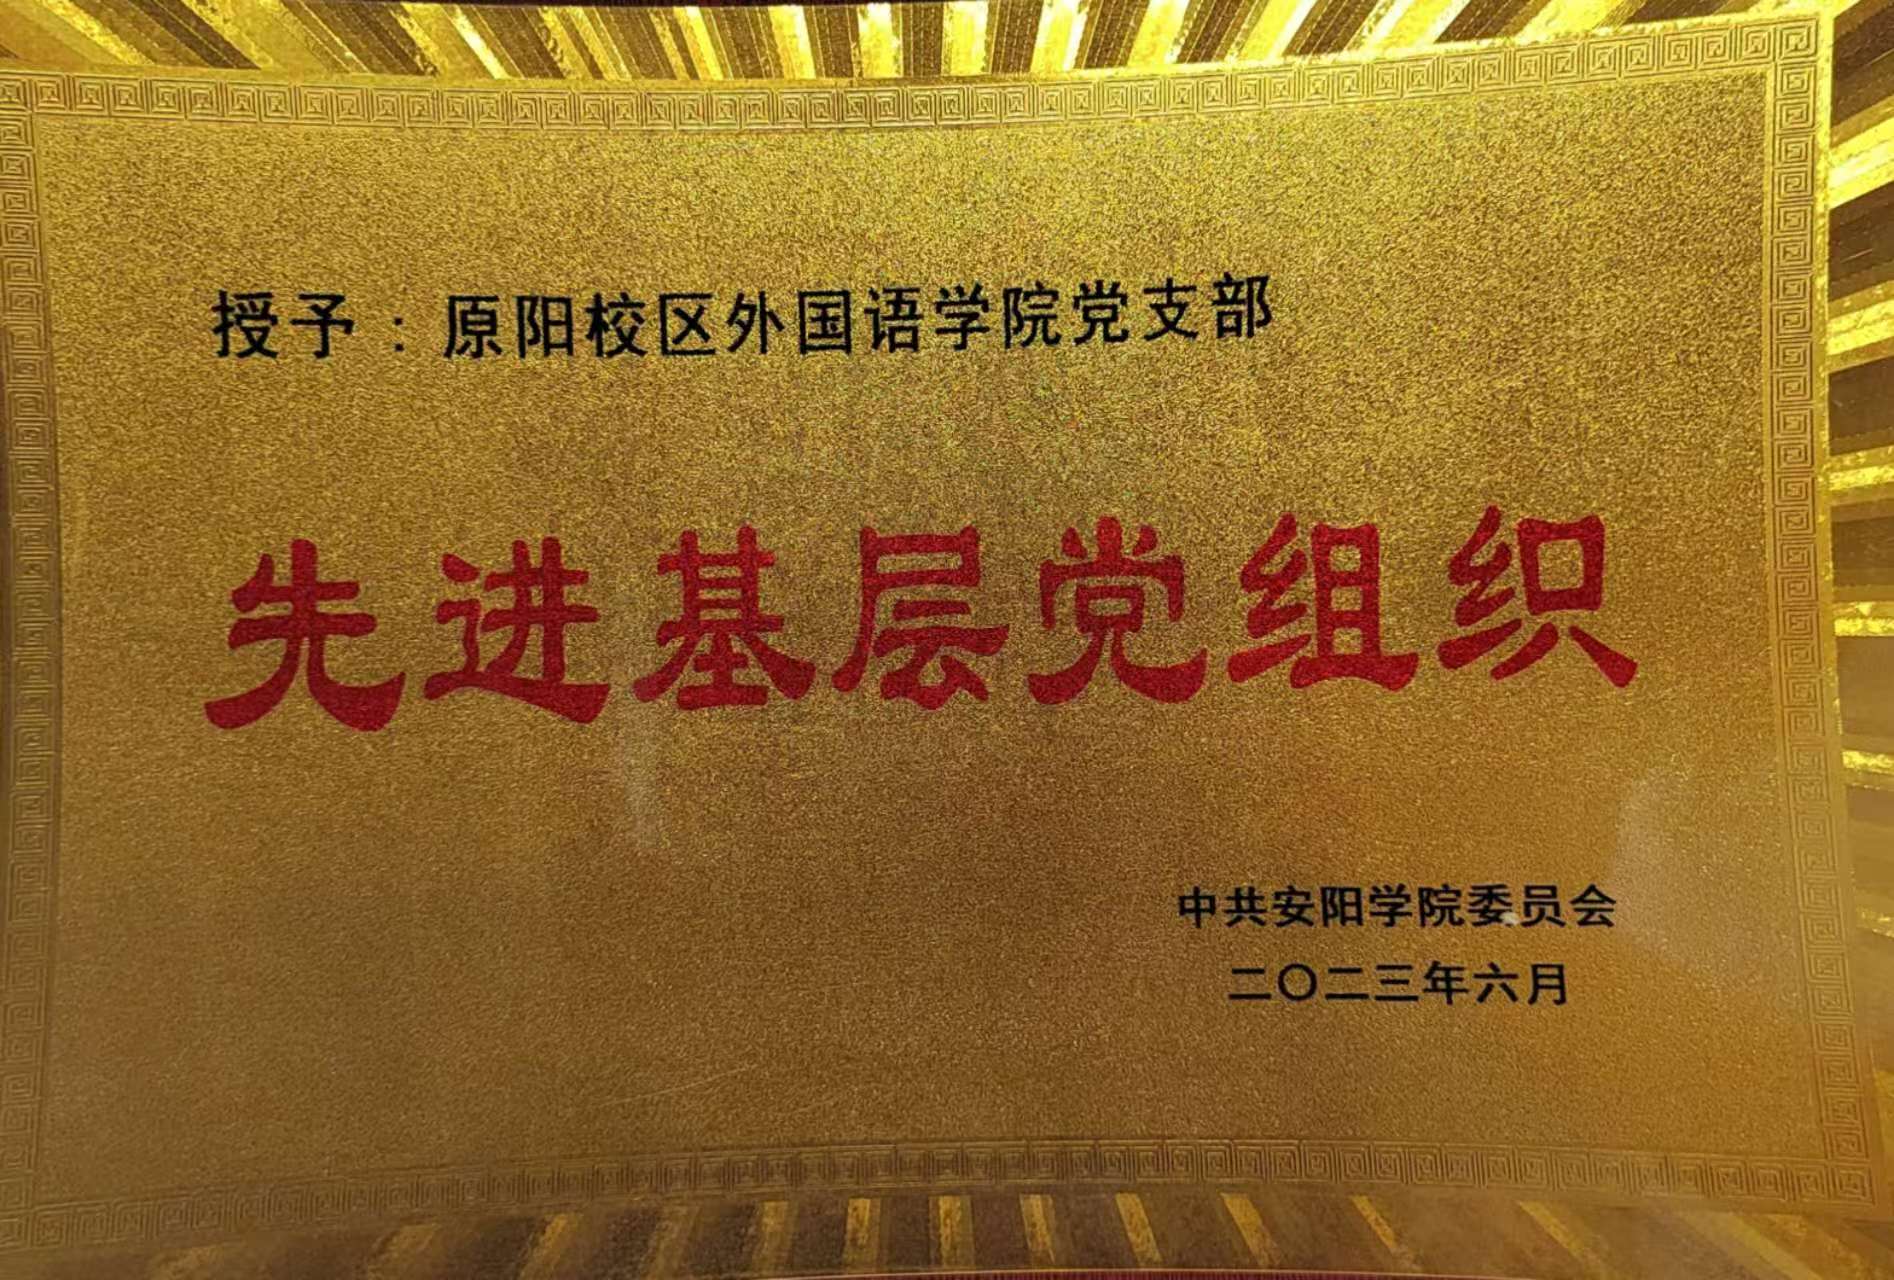 授予：原阳校区外国语学院党支部
先进基层党组织
中共安阳学院委员会
二〇二三年六月